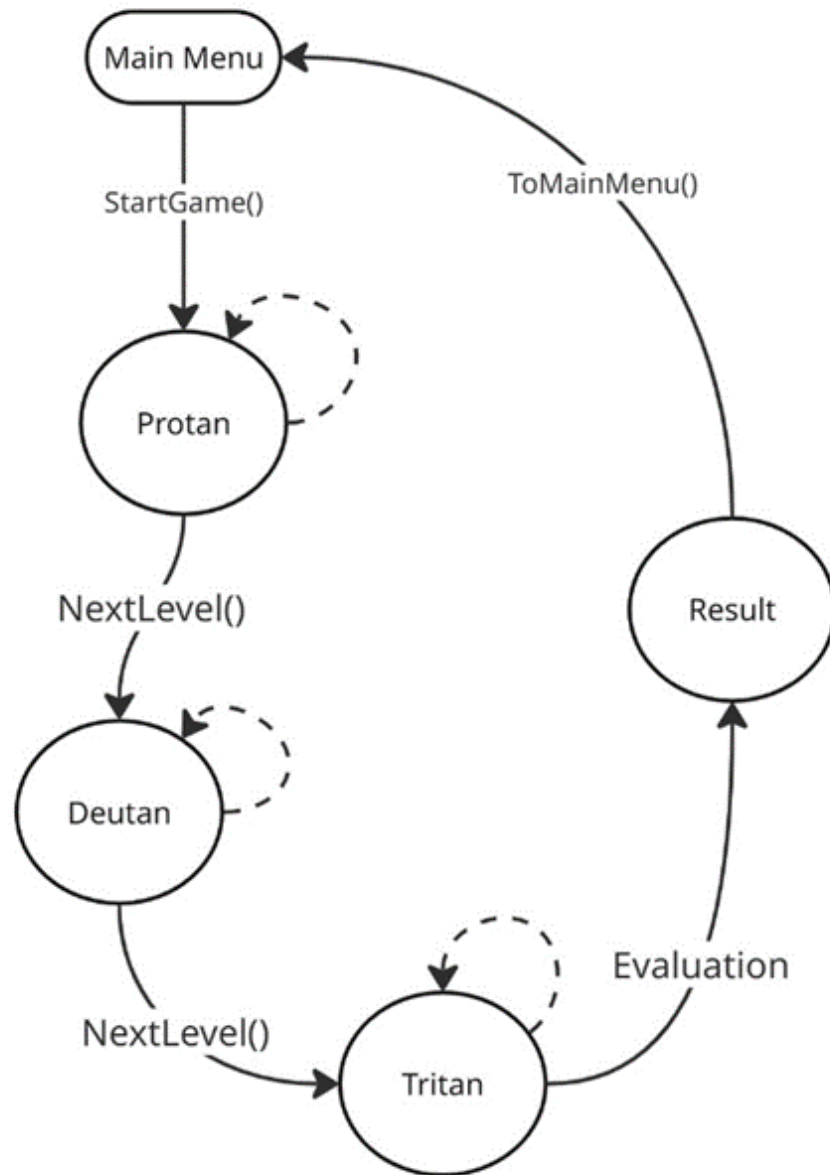 Main Menu
StartGame()
ToMainMenu()
Protan
NextLevel()
Result
Deutan
Evaluation
NextLevel()
Tritan